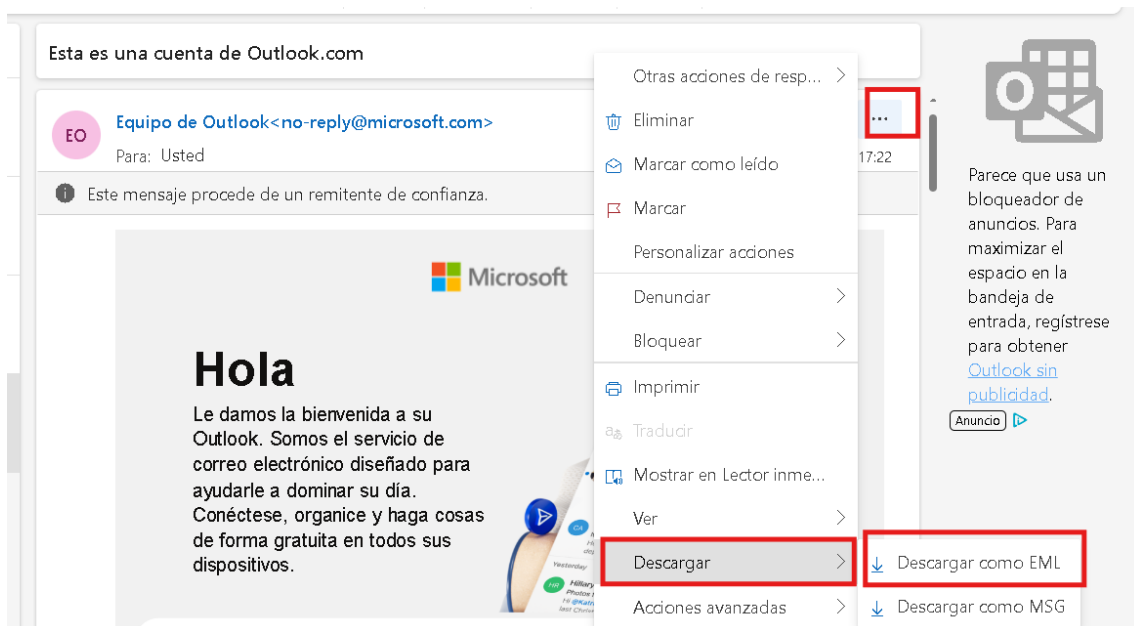 Esta es una cuenta de Outlook.com
EO
Equipo de Outlook<no-reply@microsoft.com>
Para: Usted
17:22
Este mensaje procede de un remitente de confianza.
Microsoft
Hola
Le damos la bienvenida a su
Outlook. Somos el servicio de
correo electrónico diseñado para
ayudarle a dominar su día.
Conéctese, organice y haga cosas
de forma gratuita en todos sus
dispositivos.
CA
Yesterday
HR
Hillary
Photos
Otras acciones de resp...
Eliminar
Marcar como leído
Marcar
Personalizar acciones
Denunciar
Bloquear
Imprimir
Traducir
Mostrar en Lector inme...
Ver
Descargar
Acciones avanzadas
Descargar como EML
Descargar como MSG
...
Parece que usa un
bloqueador de
anuncios. Para
maximizar el
espacio en la
bandeja de
entrada, regístrese
para obtener
Outlook sin
publicidad.
Anuncio